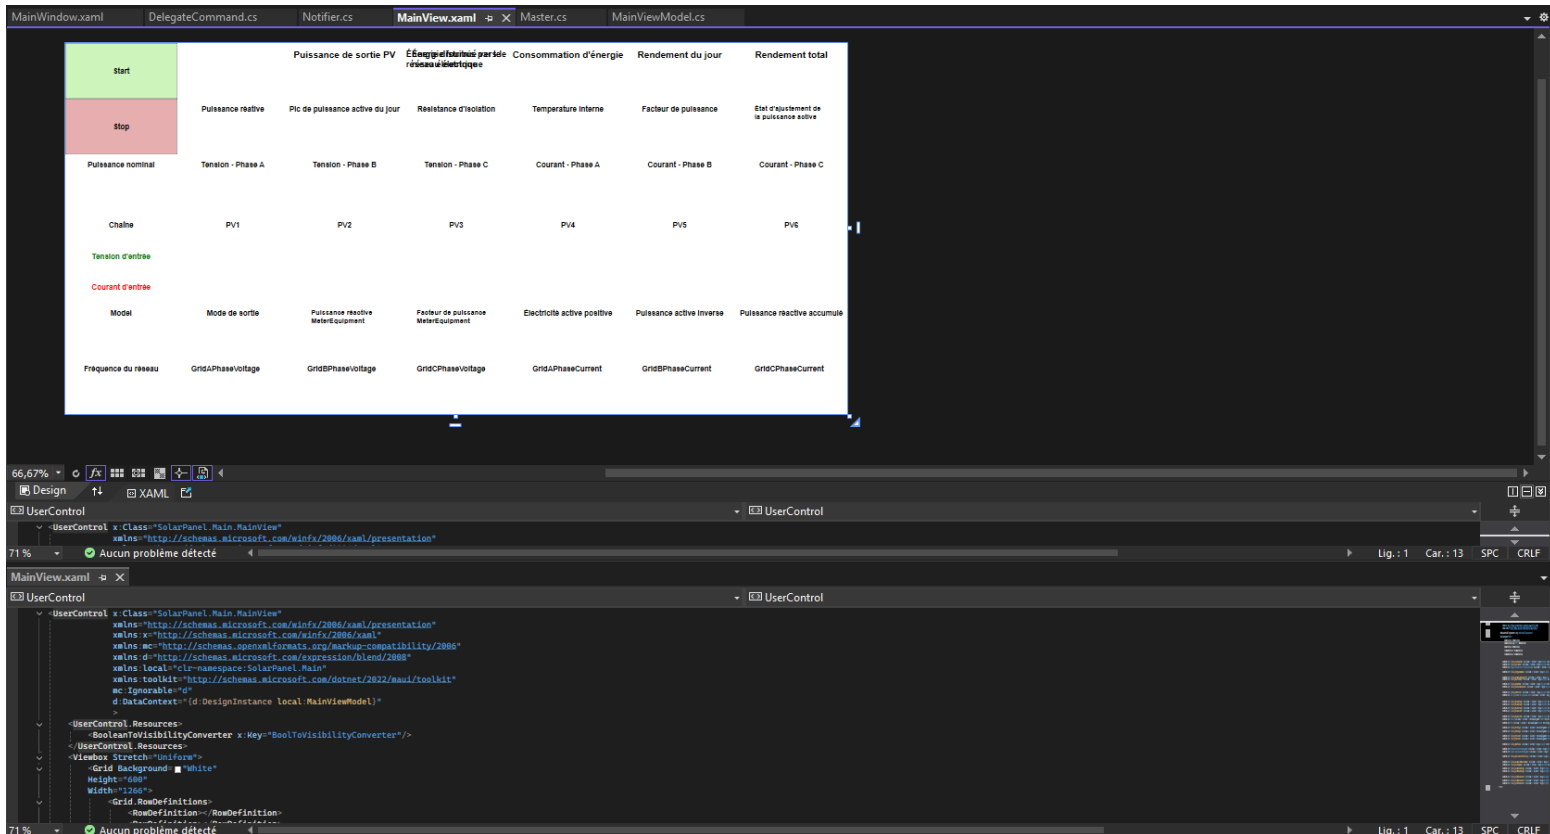 MainWindow.xaml DelegateCommand.cs Notifier.cs MainView.xaml Master.cs MainViewModel.cs
Start Puissance de sortie PV Consommation d'énergie Rendement du jour Rendement total
Stop Puissance réative Pic de puissance active du jour Résistance d'isolation Temperature Interne Facteur de puissance Etat d'ajustement de
la puissance active
Puissance nominal Tension - Phase A Tension - Phase B Tension - Phase C Courant - Phase A Courant - Phase B Courant - Phase C
Chaîne PV1 PV2 PV3 PV4 PV5 PV6
Tension d'entrée
Courant d'entrée
Model Mode de sortie Puissance réactive Facteur de puissance Électricité active positive Puissance active inverse Puissance réactive accumulé
MeterEquipment MeterEquipment
Fréquence du réseau GridAPhaseVoltage GridBPhaseVoltage GridCPhaseVoltage GridAPhaseCurrent GridBPhaseCurrent GridCPhaseCurrent
66,67% fx
Design XAML
UserControl UserControl
<UserControl x:Class="SolarPanel.Main.MainView"
xmlns="http://schemas.microsoft.com/winfx/2006/xaml/presentation"
71 % Aucun problème détecté Lig. : 1 Car. : 13 SPC CRLF
MainView.xaml
UserControl UserControl
<UserControl x:Class="SolarPanel.Main.MainView"
xmlns="http://schemas.microsoft.com/winfx/2006/xaml/presentation"
xmlns:x="http://schemas.microsoft.com/winfx/2006/xaml"
xmlns:mc="http://schemas.openxmlformats.org/markup-compatibility/2006"
xmlns:d="http://schemas.microsoft.com/expression/blend/2008"
xmlns:local="clr-namespace:SolarPanel.Main"
xmlns:toolkit="http://schemas.microsoft.com/dotnet/2022/maui/toolkit"
mc:Ignorable="d"
d:DataContext="{d:DesignInstance local:MainViewModel}"
>
<UserControl.Resources>
<BooleanToVisibilityConverter x:Key="BoolToVisibilityConverter"/>
</UserControl.Resources>
<Viewbox Stretch="Uniform">
<Grid Background="White"
Height="600"
Width="1266">
<Grid.RowDefinitions>
<RowDefinition></RowDefinition>
71 % Aucun problème détecté Lig. : 1 Car. : 13 SPC CRLF